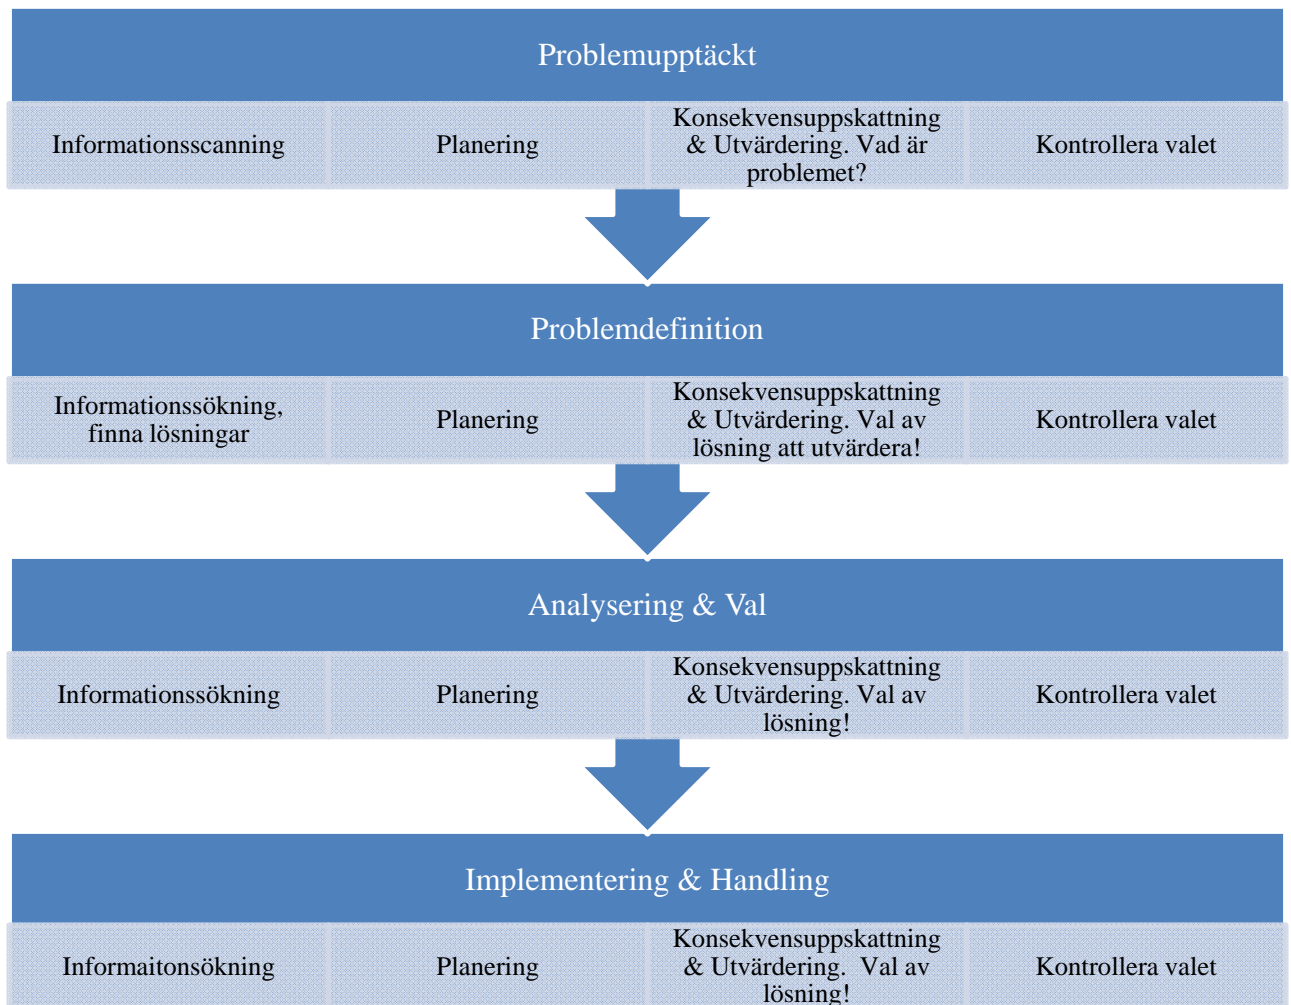 Problemupptäckt
Informationsscanning
Planering
Konsekvensuppskattning
& Utvärdering. Vad är
problemet?
Kontrollera valet
Problemdefinition
Informationssökning,
finna lösningar
Planering
Konsekvensuppskattning
& Utvärdering. Val av
lösning att utvärdera!
Kontrollera valet
Analysering & Val
Informationssökning
Planering
Konsekvensuppskattning
& Utvärdering. Val av
lösning!
Kontrollera valet
Implementering & Handling
Informaitonsökning
Planering
Konsekvensuppskattning
& Utvärdering.  Val av
lösning!
Kontrollera valet